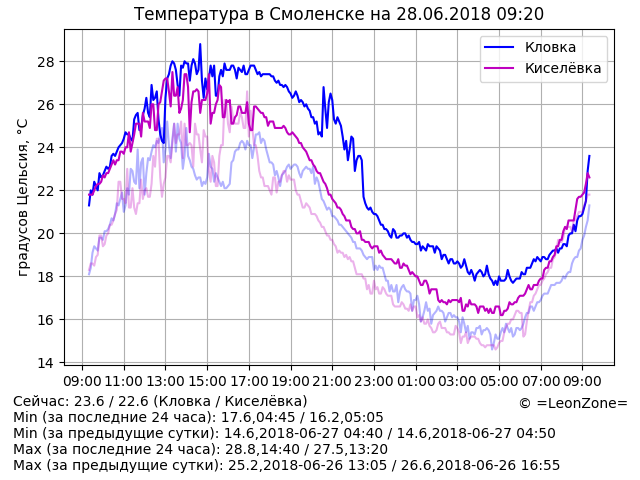 Температура в Смоленске на 28.06.2018 09:20
Кловка
Киселёвка
градусов Цельсия, °C
28
26
24
22
20
18
16
14
09:00 11:00 13:00 15:00 17:00 19:00 21:00 23:00 01:00 03:00 05:00 07:00 09:00
Сейчас: 23.6 / 22.6 (Кловка / Киселёвка)
© =LeonZone=
Min (за последние 24 часа): 17.6,04:45 / 16.2,05:05
Min (за предыдущие сутки): 14.6,2018-06-27 04:40 / 14.6,2018-06-27 04:50
Max (за последние 24 часа): 28.8,14:40 / 27.5,13:20
Max (за предыдущие сутки): 25.2,2018-06-26 13:05 / 26.6,2018-06-26 16:55